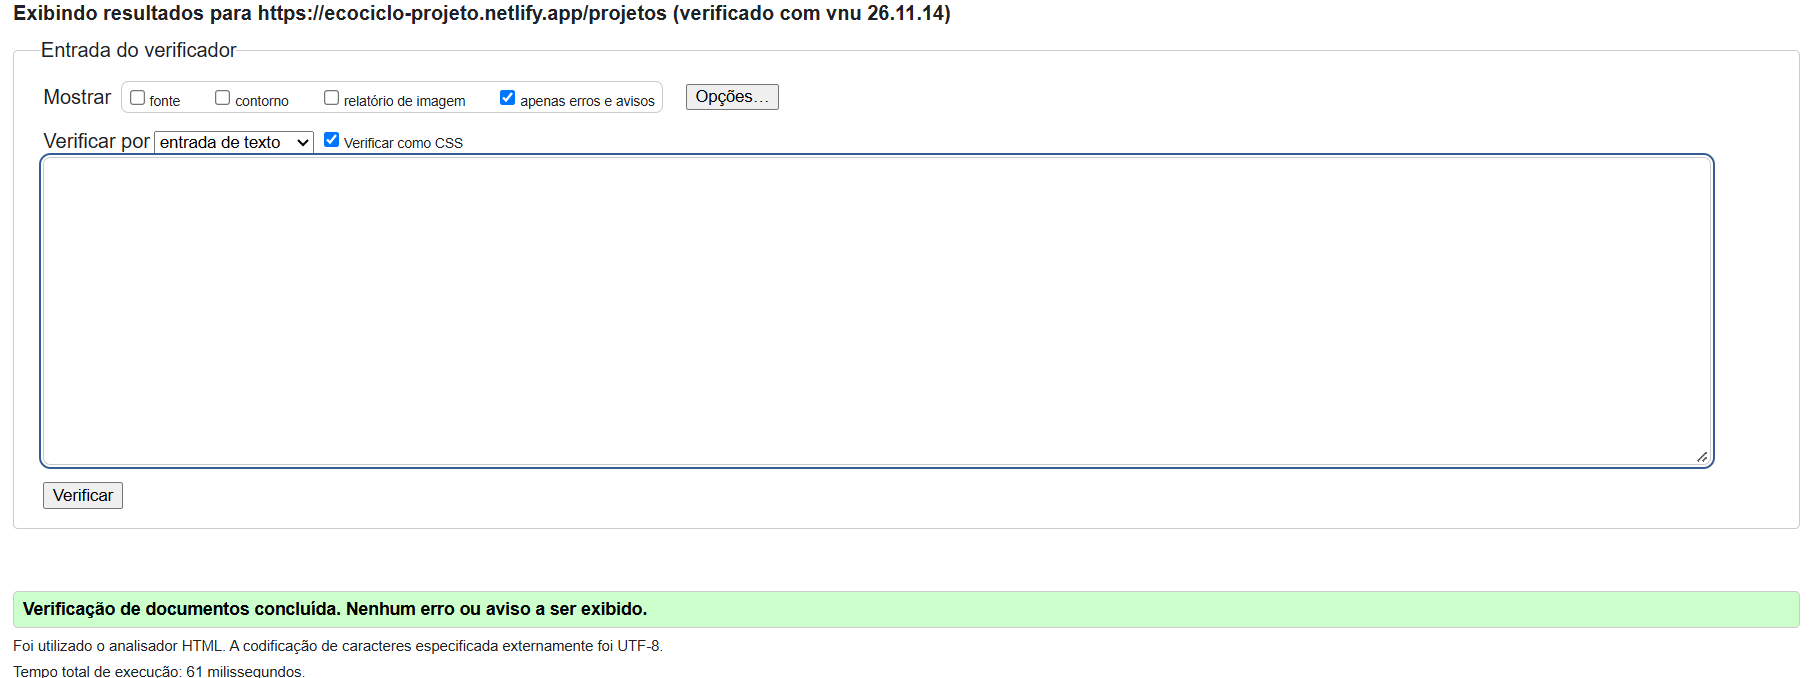 Exibindo resultados para https://ecociclo-projeto.netlify.app/projetos (verificado com vnu 26.11.14)
Entrada do verificador
Mostrar fonte contorno relatório de imagem apenas erros e avisos Opções...
Verificar por entrada de texto Verificar como CSS
Verificar
Verificação de documentos concluída. Nenhum erro ou aviso a ser exibido.
Foi utilizado o analisador HTML. A codificação de caracteres especificada externamente foi UTF-8.
Tempo total de execução: 61 milissegundos.